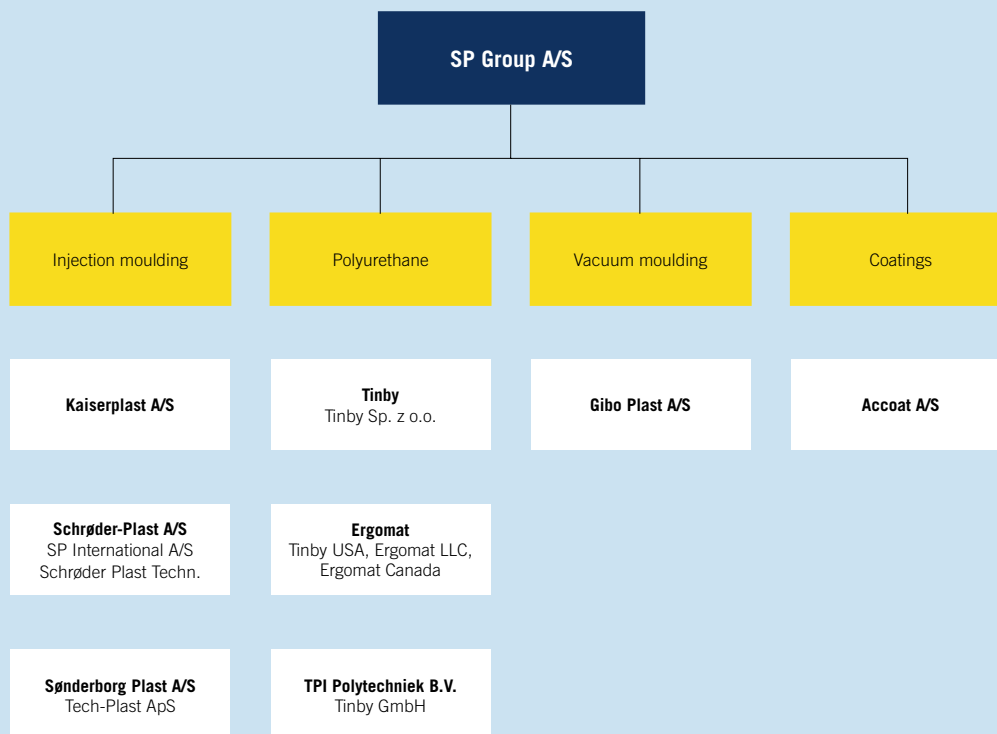 SP Group A/S
Injection moulding
Polyurethane
Vacuum moulding
Coatings
Kaiserplast A/S
Tinby
Tinby Sp. z o.o.
Gibo Plast A/S
Accoat A/S
Schrøder-Plast A/S
SP International A/S
Schrøder Plast Techn.
Ergomat
Tinby USA, Ergomat LLC,
Ergomat Canada
Sønderborg Plast A/S
Tech-Plast ApS
TPI Polytechniek B.V.
Tinby GmbH